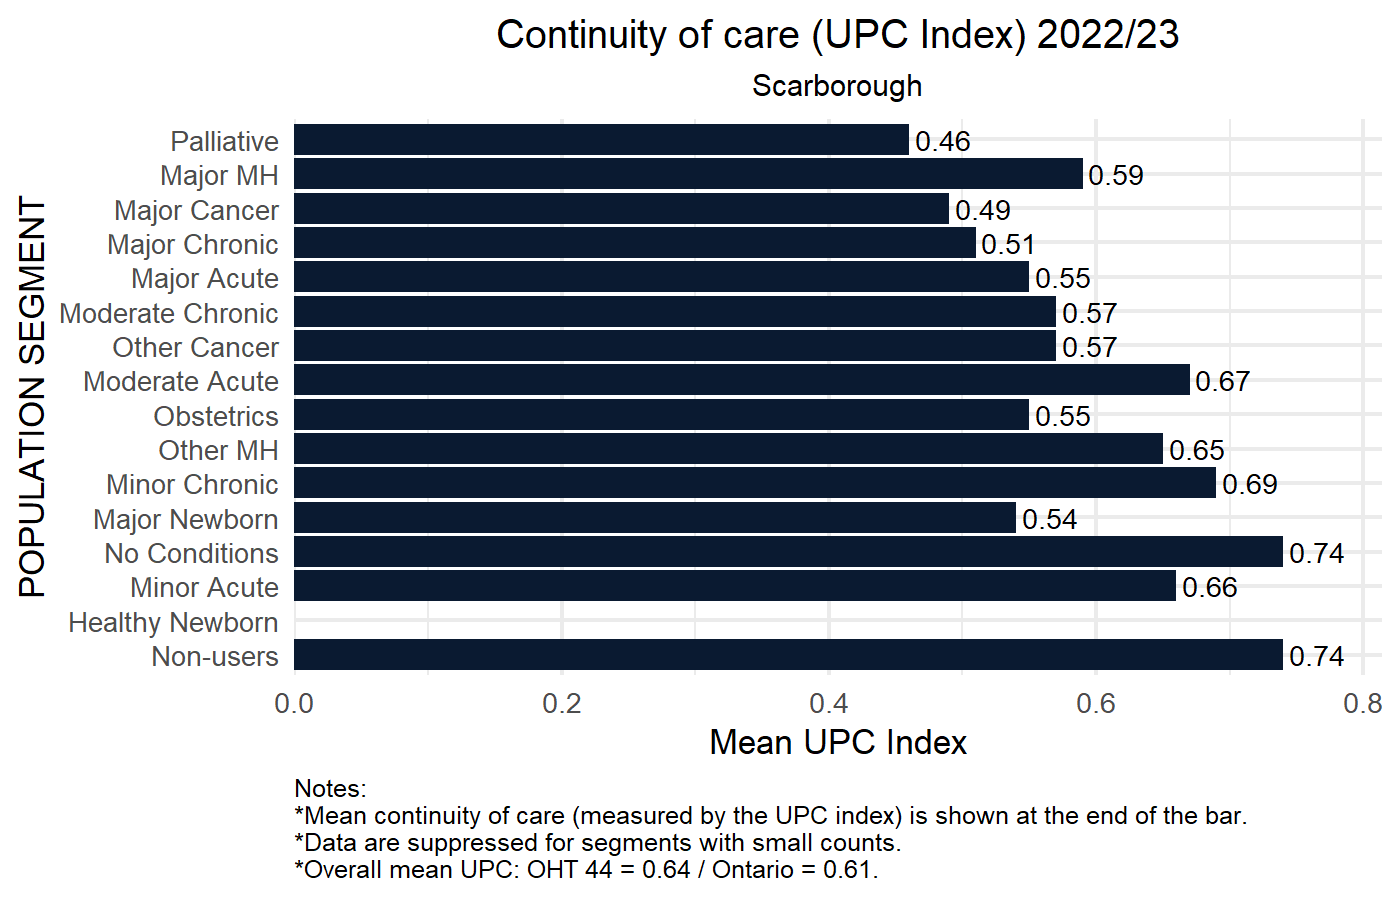 Continuity of care (UPC Index) 2022/23
Scarborough
POPULATION SEGMENT
Palliative 0.46
Major MH 0.59
Major Cancer 0.49
Major Chronic 0.51
Major Acute 0.55
Moderate Chronic 0.57
Other Cancer 0.57
Moderate Acute 0.67
Obstetrics 0.55
Other MH 0.65
Minor Chronic 0.69
Major Newborn 0.54
No Conditions 0.74
Minor Acute 0.66
Healthy Newborn
Non-users 0.74
0.0 0.2 0.4 0.6 0.8
Mean UPC Index
Notes:
*Mean continuity of care (measured by the UPC index) is shown at the end of the bar.
*Data are suppressed for segments with small counts.
*Overall mean UPC: OHT 44 = 0.64 / Ontario = 0.61.